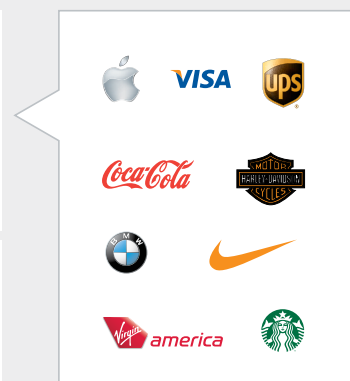 VISA
ups
Coca-Cola
MOTOR
HARLEY-DAVIDSON
CYCLES
BMW
Virgin america